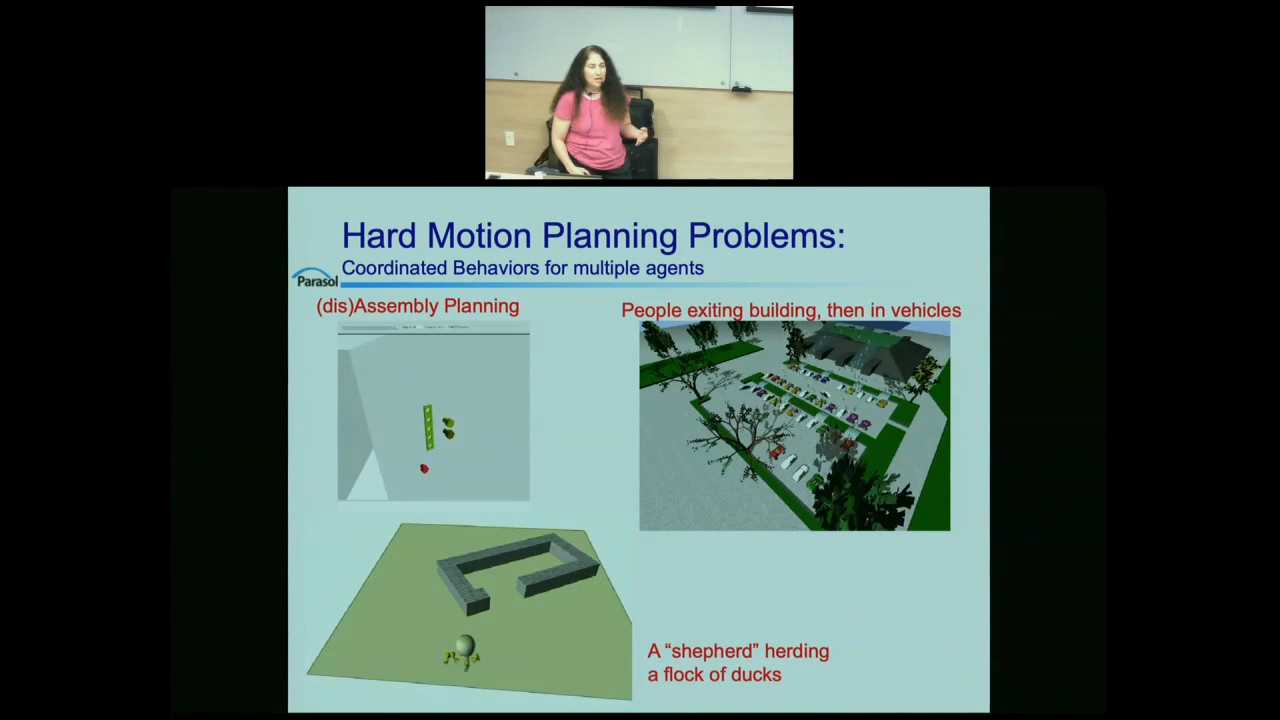 Hard Motion Planning Problems:
Coordinated Behaviors for multiple agents
Parasol
(dis)Assembly Planning
People exiting building, then in vehicles
A “shepherd” herding
a flock of ducks